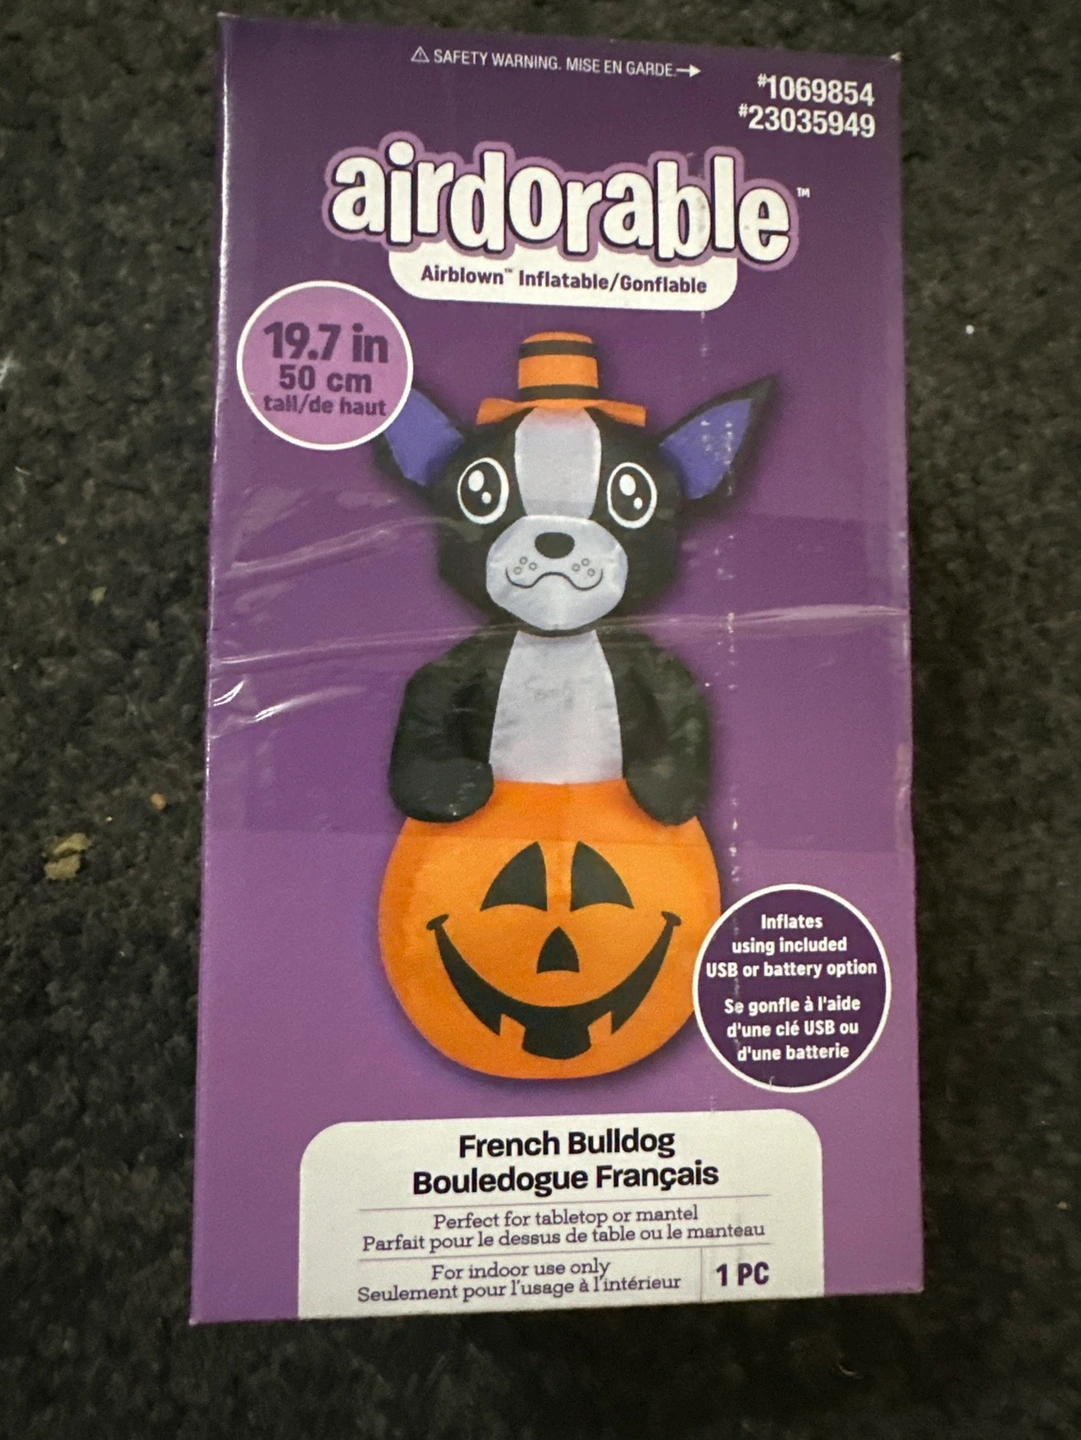 ⚠ SAFETY WARNING. MISE EN GARDE.→
#1069854
#23035949
airdorable™
Airblown™ Inflatable/Gonflable
19.7 in
50 cm
tall/de haut
Inflates
using included
USB or battery option
Se gonfle à l'aide
d'une clé USB ou
d'une batterie
French Bulldog
Bouledogue Français
Perfect for tabletop or mantel
Parfait pour le dessus de table ou le manteau
For indoor use only
Seulement pour l'usage à l'intérieur
1 PC